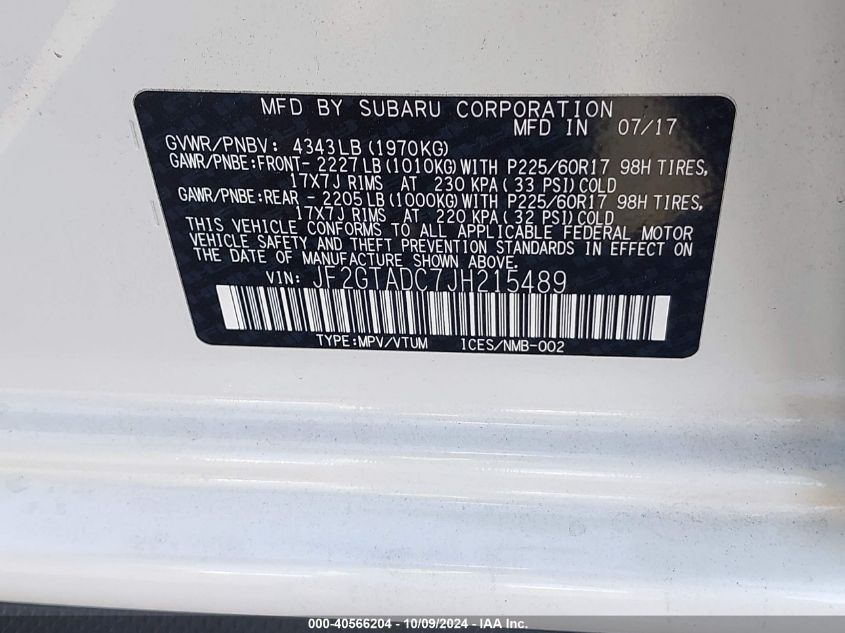 MFD BY SUBARU CORPORATION
MFD IN 07/17
GVWR/PNBV: 4343LB(1970KG)
GAWR/PNBE:FRONT- 2227LB(1010KG)WITH P225/60R17 98H TIRES,
17X7J RIMS AT 230 KPA(33 PSI)COLD
GAWR/PNBE:REAR - 2205LB(1000KG)WITH P225/60R17 98H TIRES,
17X7J RIMS AT 220 KPA(32 PSI)COLD
THIS VEHICLE CONFORMS TO ALL APPLICABLE FEDERAL MOTOR
VEHICLE SAFETY AND THEFT PREVENTION STANDARDS IN EFFECT ON
THE DATE OF MANUFACTURE SHOWN ABOVE.
VIN: JF2GTADC7JH215489
TYPE:MPV/VTUM ICES/NMB-002
000-40566204 - 10/09/2024 - IAA Inc.